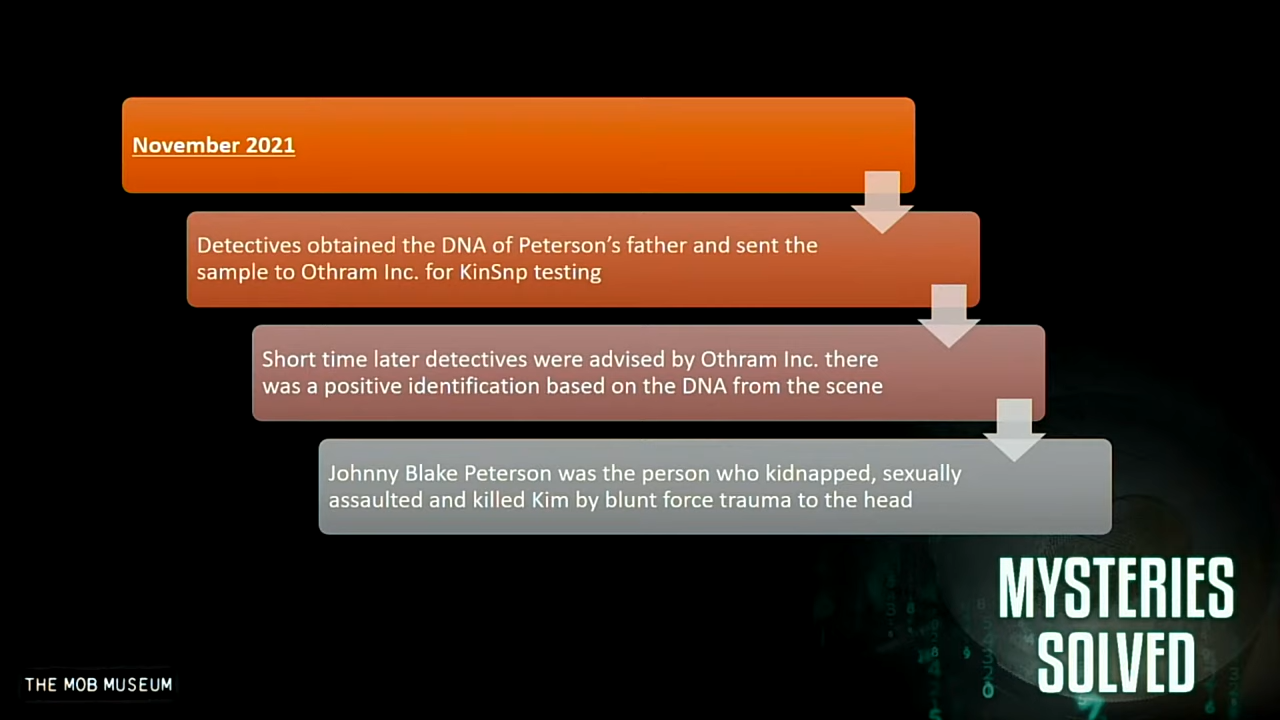 November 2021
Detectives obtained the DNA of Peterson's father and sent the
sample to Othram Inc. for KinSnp testing
Short time later detectives were advised by Othram Inc. there
was a positive identification based on the DNA from the scene
Johnny Blake Peterson was the person who kidnapped, sexually
assaulted and killed Kim by blunt force trauma to the head
MYSTERIES
SOLVED
THE MOB MUSEUM